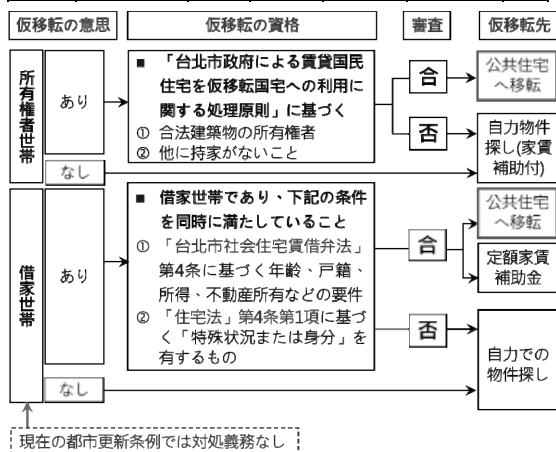 仮移転の意思
仮移転の資格
審査
仮移転先
所有権者世帯
あり
■ 「台北市政府による賃貸国民
住宅を仮移転国宅への利用に
関する処理原則」に基づく
① 合法建築物の所有権者
② 他に持家がないこと
合
否
公共住宅
へ移転
自力物件
探し(家賃
補助付)
なし
借家世帯
あり
■ 借家世帯であり、下記の条件
を同時に満たしていること
① 「台北市社会住宅賃借弁法」
第4条に基づく年齢、戸籍、
所得、不動産所有などの要件
② 「住宅法」第4条第1項に基づ
く「特殊状況または身分」を
有するもの
合
否
公共住宅
へ移転
定額家賃
補助金
自力での
物件探し
なし
現在の都市更新条例では対処義務なし